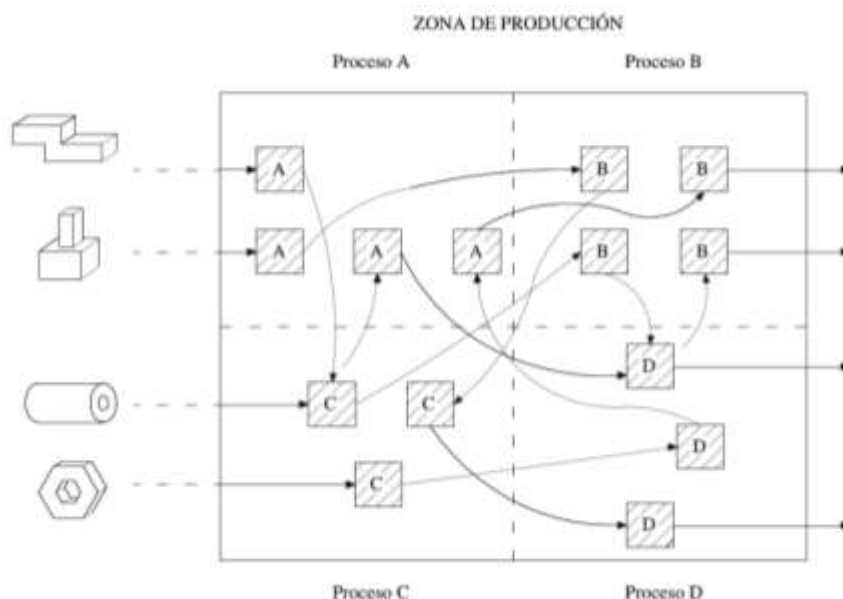 ZONA DE PRODUCCIÓN
Proceso A Proceso B
A B B
A A A B B
D
C C
D
C
D
Proceso C Proceso D